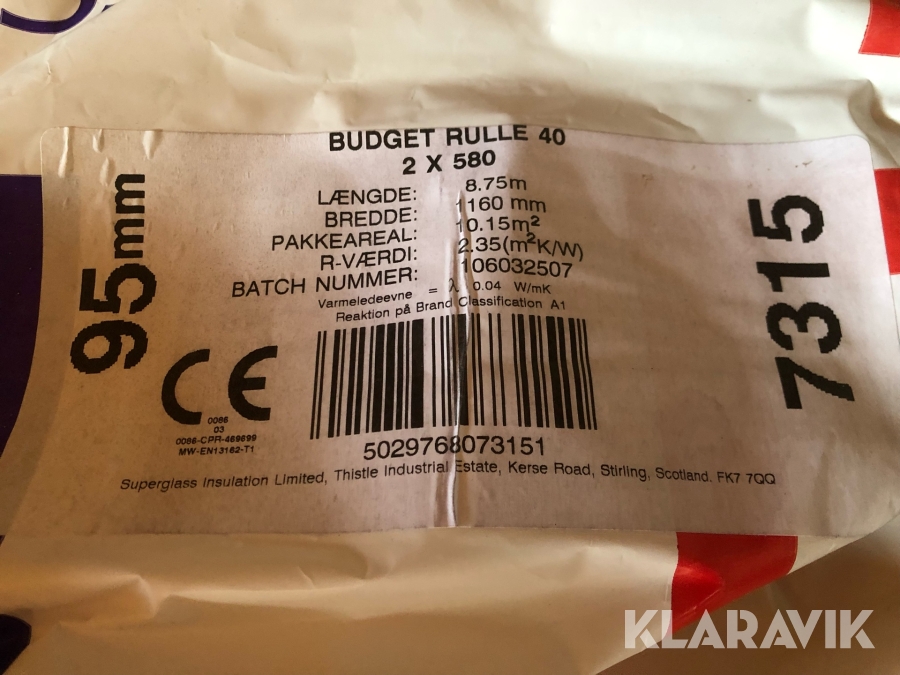 BUDGET RULLE 40
2 X 580
LÆNGDE: 8.75m
BREDDE: 1160 mm
PAKKEAREAL: 10.15m²
R-VÆRDI: 2.35(m²K/W)
BATCH NUMMER: 106032507
Varmeledeevne = λ 0.04 W/mK
Reaktion på Brand Classification A1
95mm
7315
CE
0086
03
0086-CPR-469699
MW-EN13162-T1
5029768073151
Superglass Insulation Limited, Thistle Industrial Estate, Kerse Road, Stirling, Scotland. FK7 7QQ
KLARAVIK